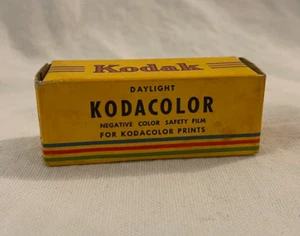 Kodak
DAYLIGHT
KODACOLOR
NEGATIVE COLOR SAFETY FILM
FOR KODACOLOR PRINTS